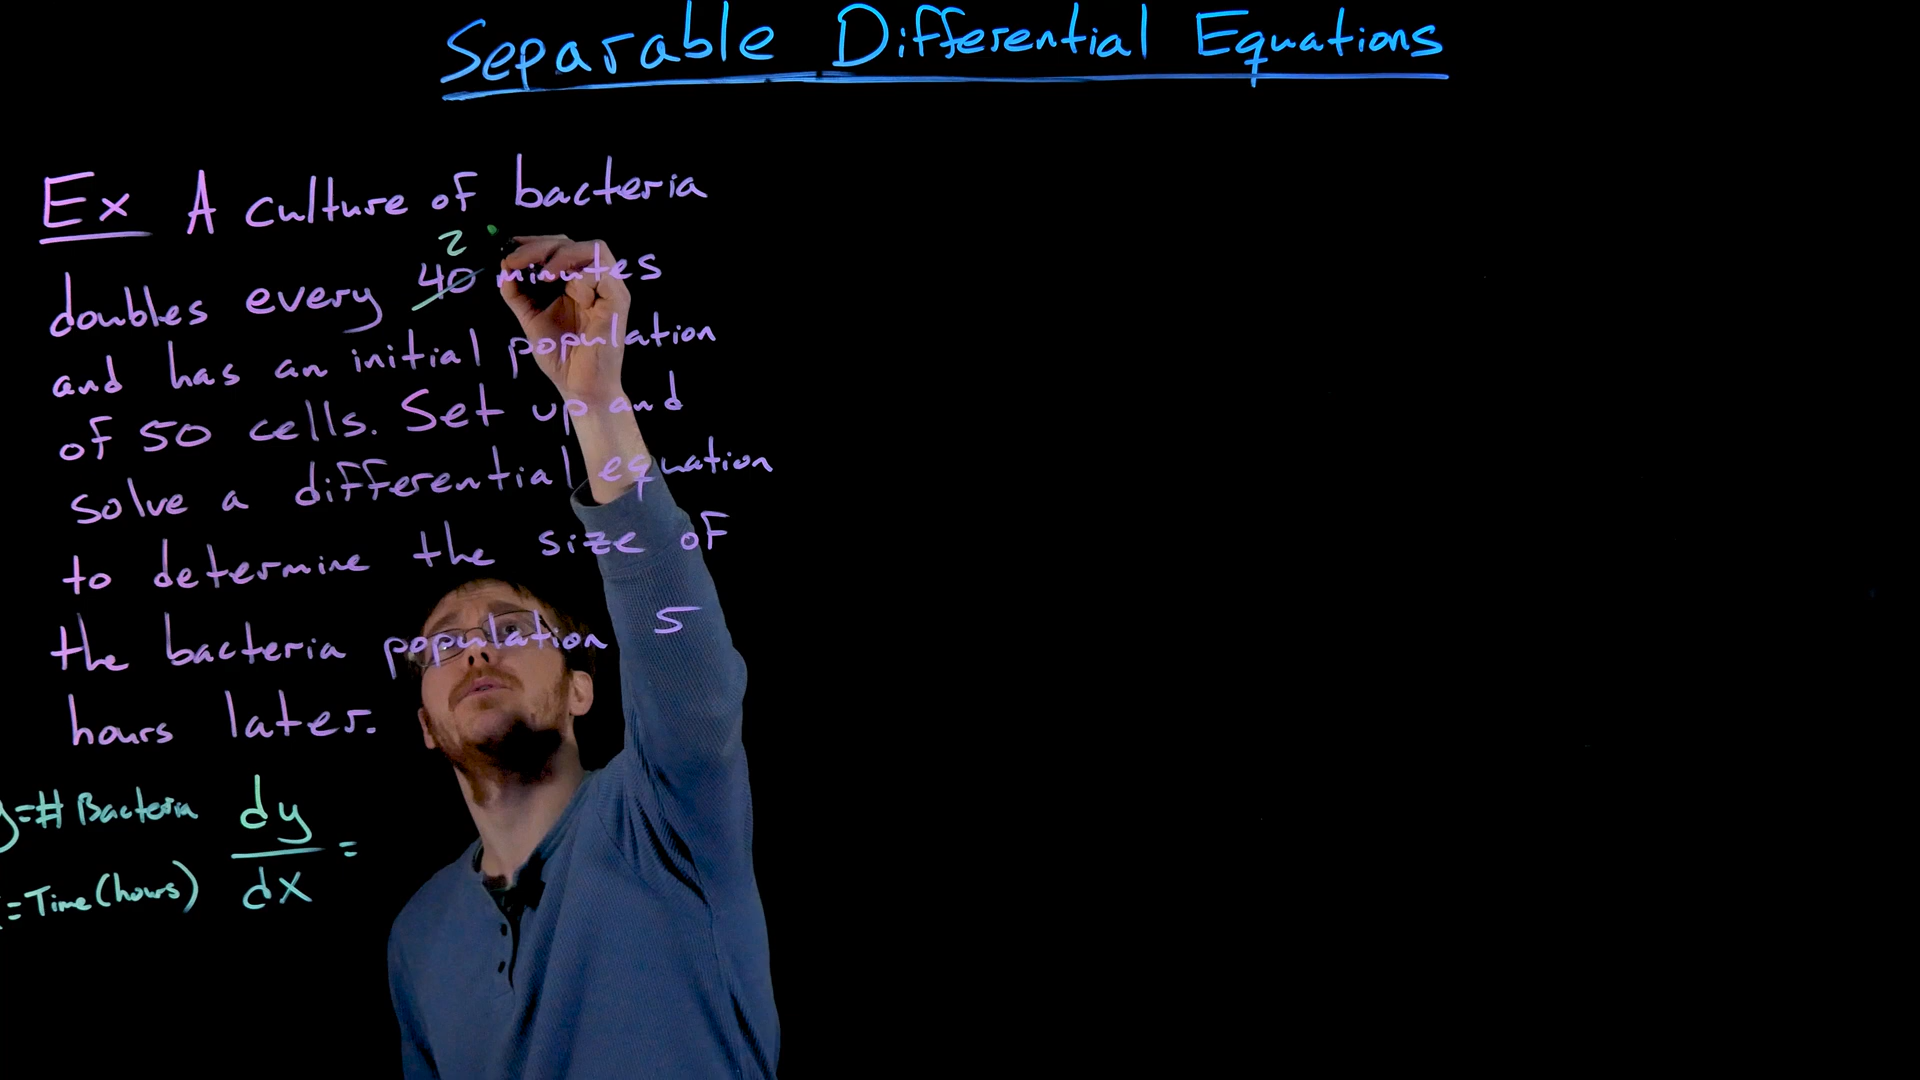 Separable Differential Equations
Ex A culture of bacteria
2
doubles every 40 minutes
and has an initial population
of 50 cells. Set up and
solve a differential equation
to determine the size of
the bacteria population 5
hours later.
y=# Bacteria dy
dx =
=Time (hours)